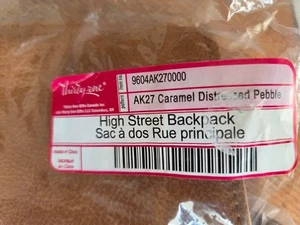 thirty-one
9604AK270000
AK27 Caramel Distressed Pebble
High Street Backpack
Sac à dos Rue principale